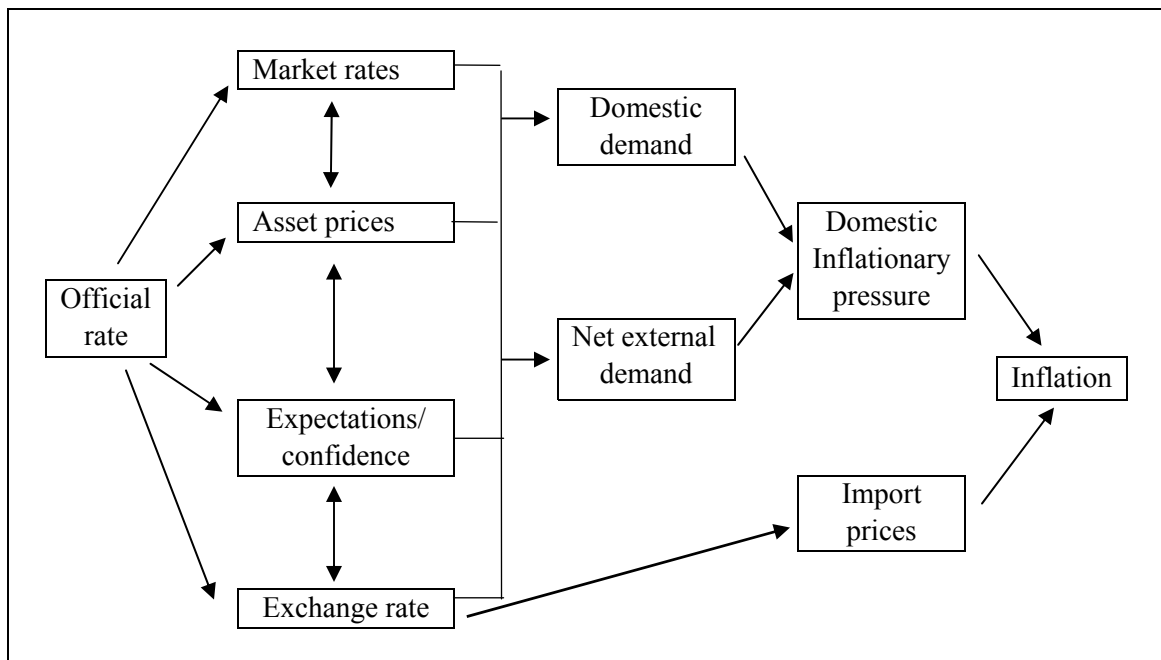 Market rates
Asset prices
Official
rate
Expectations/
confidence
Exchange rate
Domestic
demand
Net external
demand
Domestic
Inflationary
pressure
Import
prices
Inflation